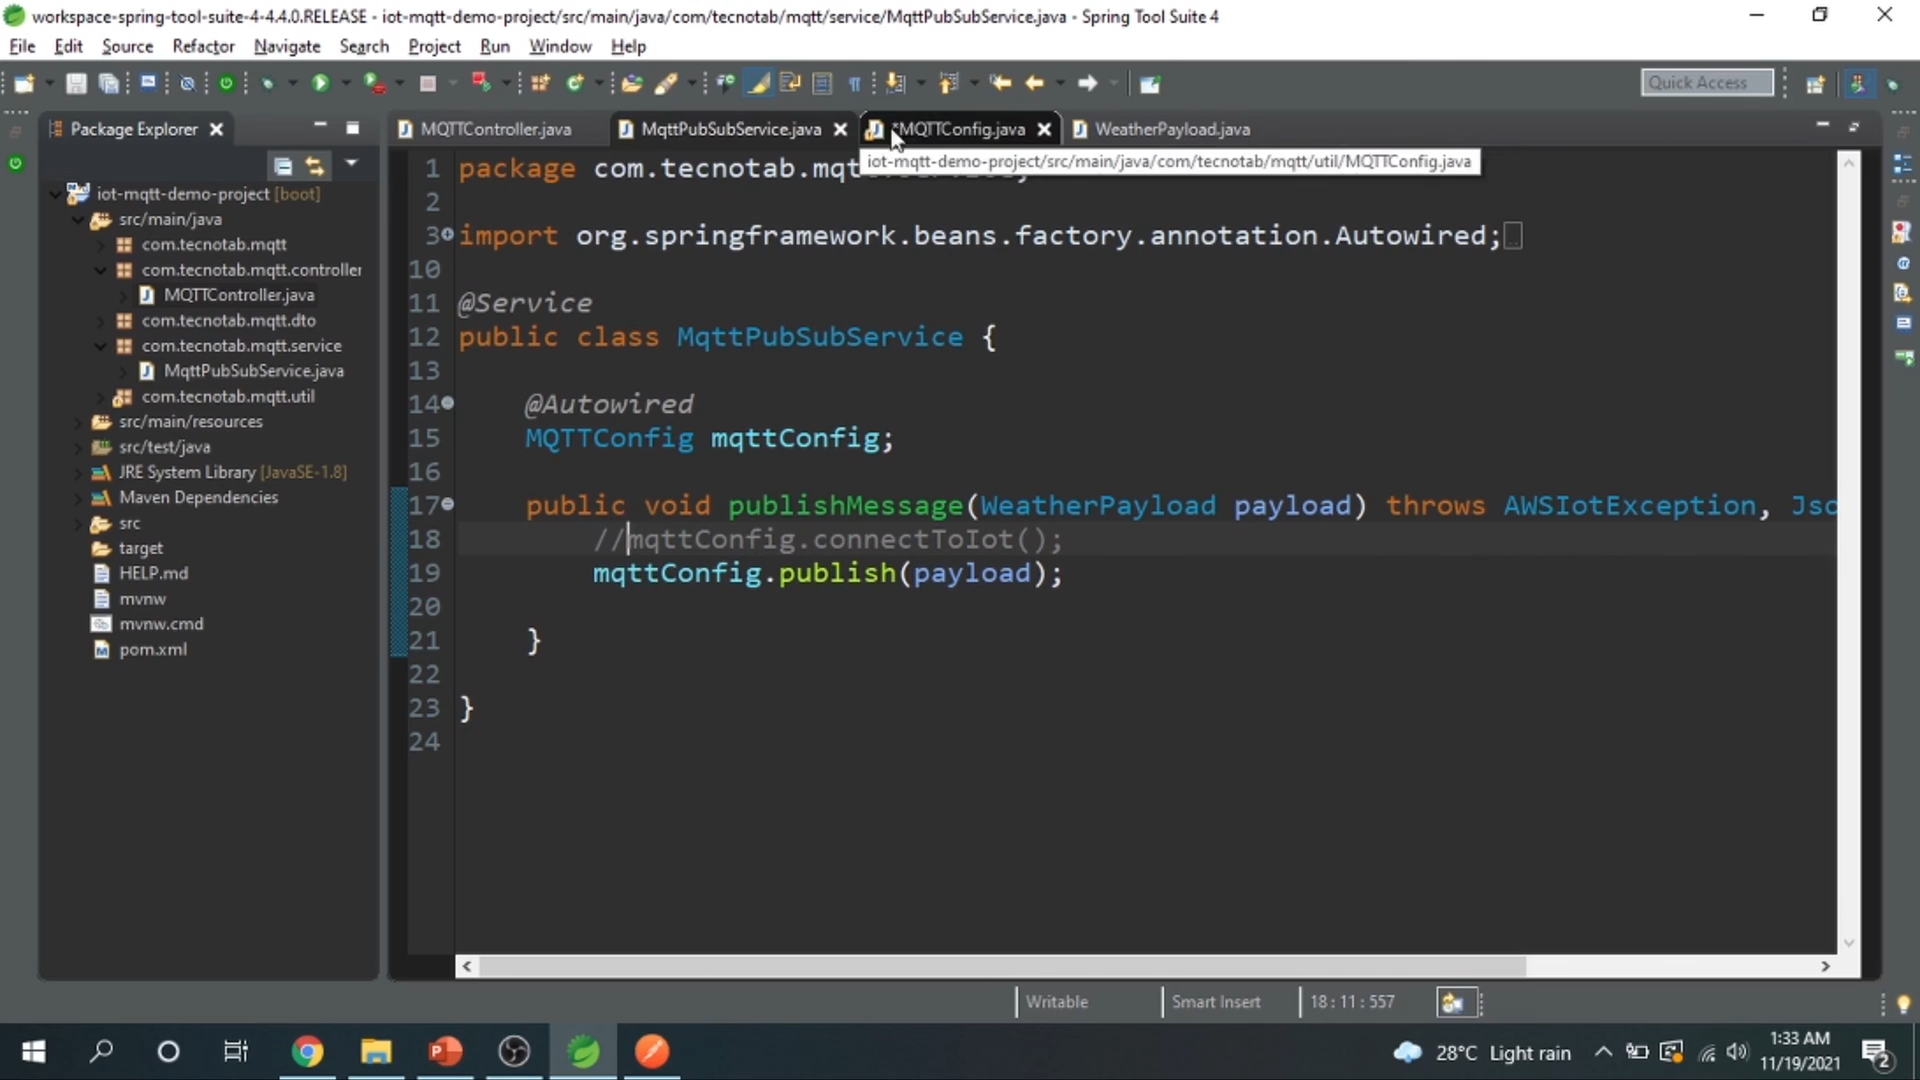 workspace-spring-tool-suite-4-4.4.0.RELEASE - iot-mqtt-demo-project/src/main/java/com/tecnotab/mqtt/service/MqttPubSubService.java - Spring Tool Suite 4
File Edit Source Refactor Navigate Search Project Run Window Help
Quick Access
Package Explorer
MQTTController.java
MqttPubSubService.java
*MQTTConfig.java
WeatherPayload.java
iot-mqtt-demo-project/src/main/java/com/tecnotab/mqtt/util/MQTTConfig.java
iot-mqtt-demo-project [boot]
src/main/java
com.tecnotab.mqtt
com.tecnotab.mqtt.controller
MQTTController.java
com.tecnotab.mqtt.dto
com.tecnotab.mqtt.service
MqttPubSubService.java
com.tecnotab.mqtt.util
src/main/resources
src/test/java
JRE System Library [JavaSE-1.8]
Maven Dependencies
src
target
HELP.md
mvnw
mvnw.cmd
pom.xml
1 package com.tecnotab.mqtt
2
3 import org.springframework.beans.factory.annotation.Autowired;
10
11 @Service
12 public class MqttPubSubService {
13
14 @Autowired
15 MQTTConfig mqttConfig;
16
17 public void publishMessage(WeatherPayload payload) throws AWSIotException, Jso
18 //mqttConfig.connectToIot();
19 mqttConfig.publish(payload);
20
21 }
22
23 }
24
Writable
Smart Insert
18 : 11 : 557
28°C Light rain
1:33 AM
11/19/2021
2